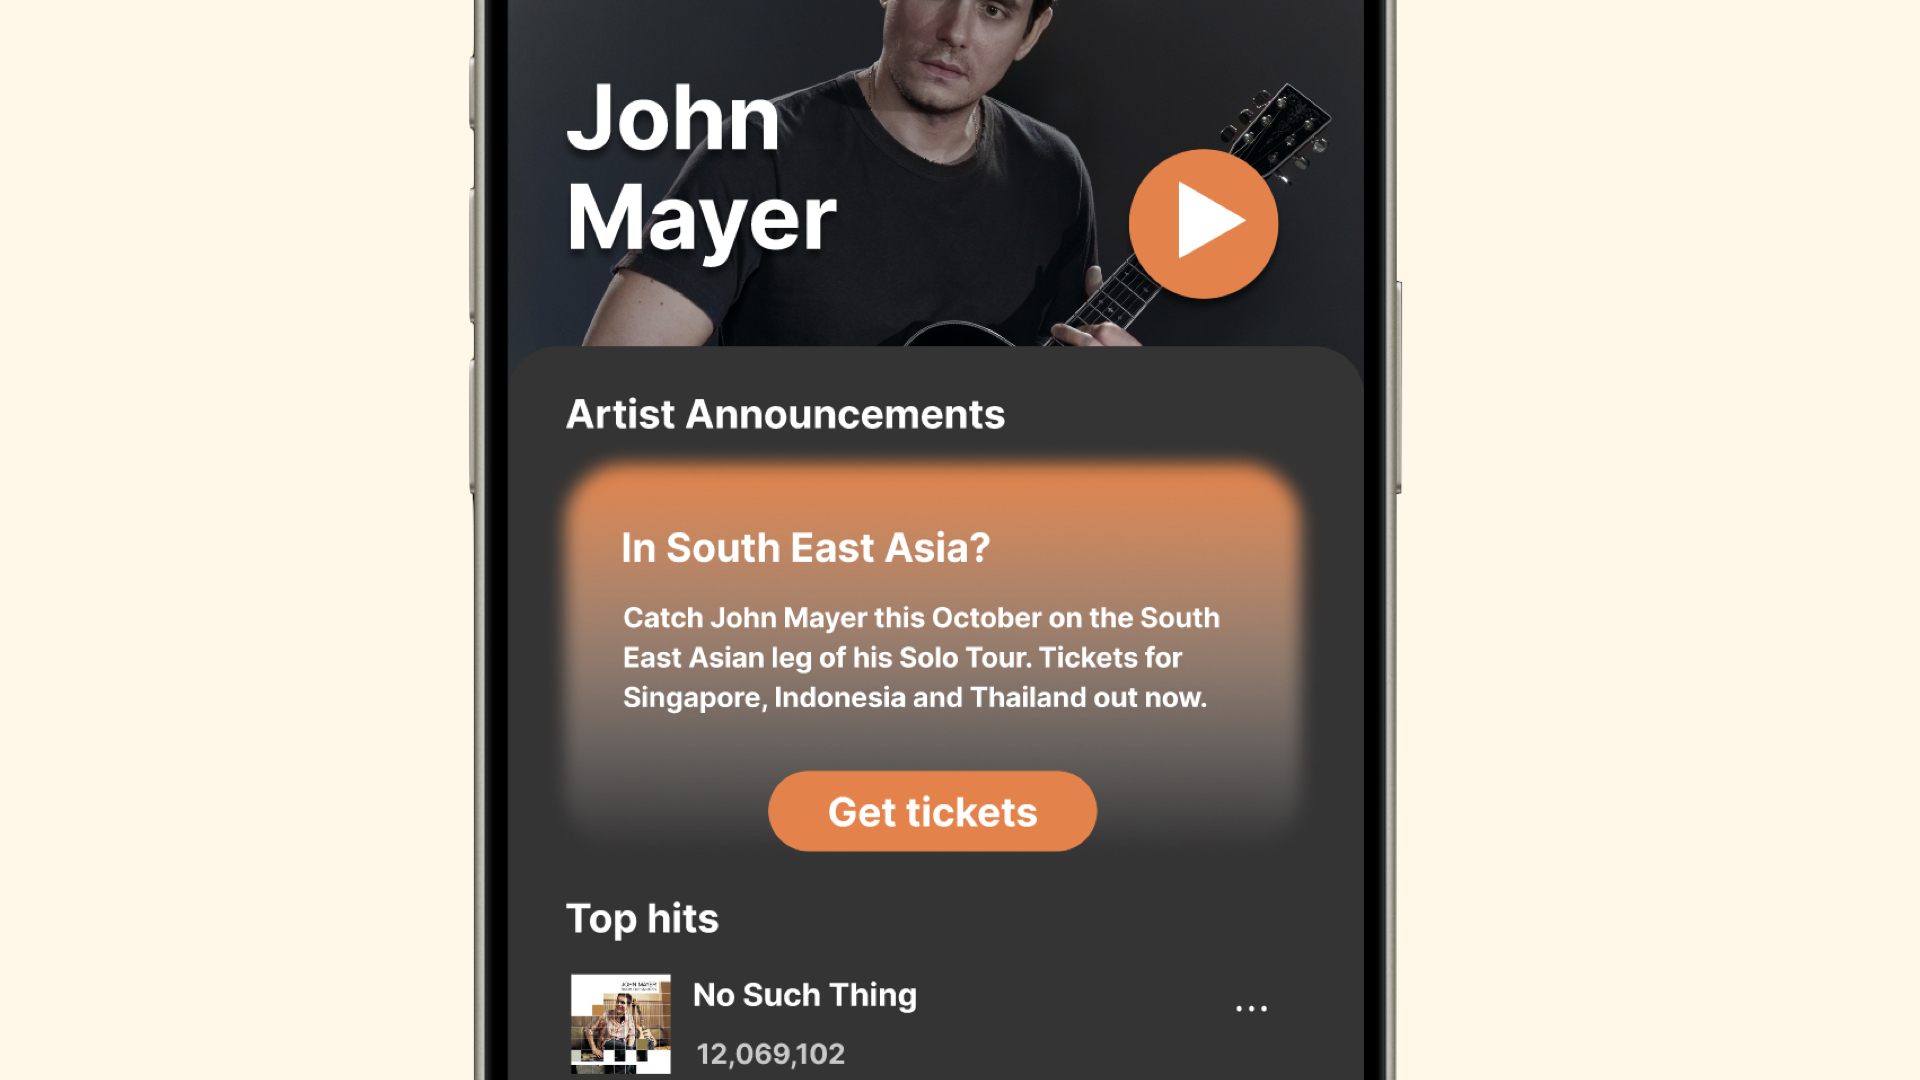 John
Mayer
Artist Announcements
In South East Asia?
Catch John Mayer this October on the South
East Asian leg of his Solo Tour. Tickets for
Singapore, Indonesia and Thailand out now.
Get tickets
Top hits
JOHN MAYER
No Such Thing
12,069,102